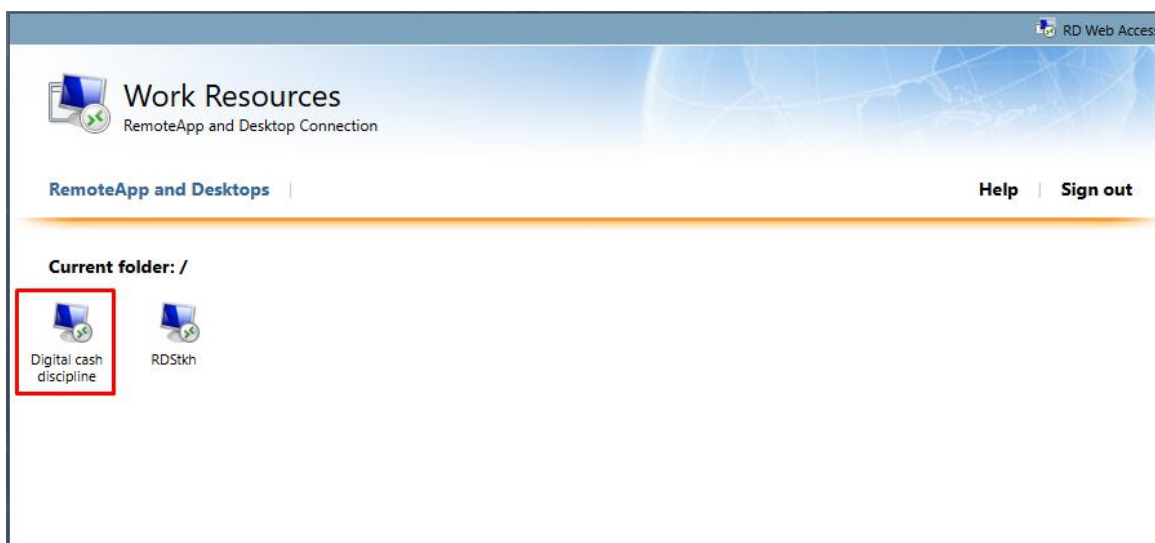 RD Web Access
Work Resources
RemoteApp and Desktop Connection
RemoteApp and Desktops
Help
Sign out
Current folder: /
Digital cash
discipline
RDStkh